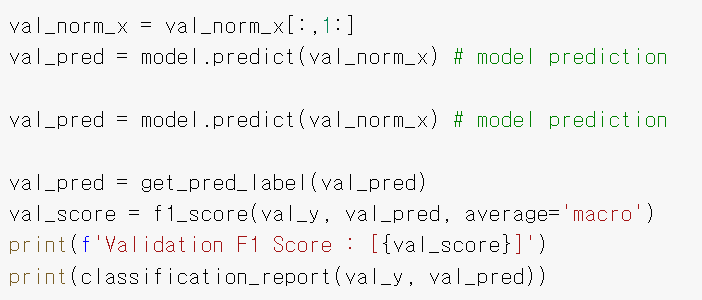 val_norm_x = val_norm_x[:,1:]
val_pred = model.predict(val_norm_x) # model prediction
val_pred = model.predict(val_norm_x) # model prediction
val_pred = get_pred_label(val_pred)
val_score = f1_score(val_y, val_pred, average='macro')
print(f'Validation F1 Score : [{val_score}]')
print(classification_report(val_y, val_pred))